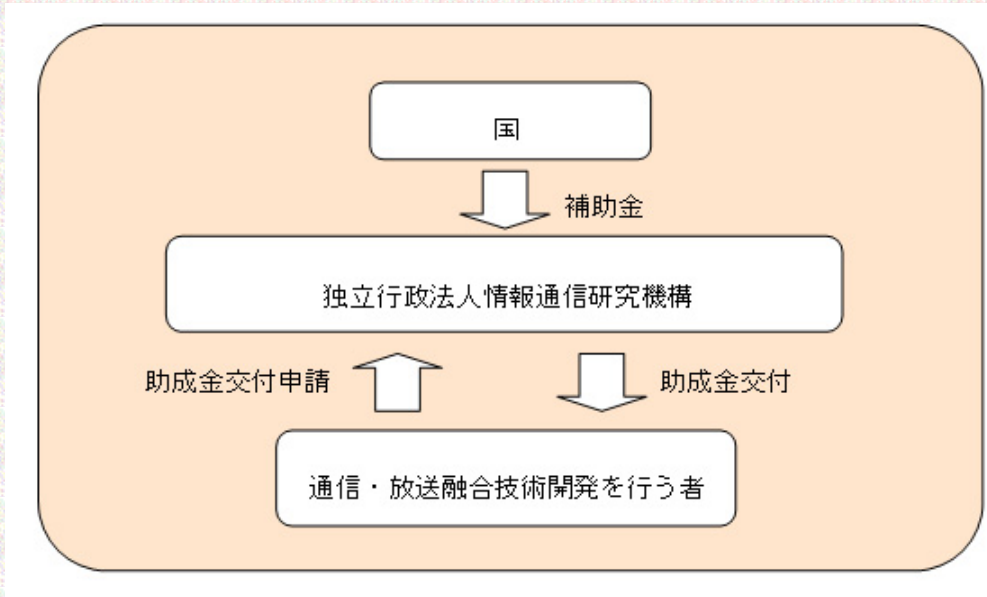 国
補助金
独立行政法人情報通信研究機構
助成金交付申請
助成金交付
通信・放送融合技術開発を行う者